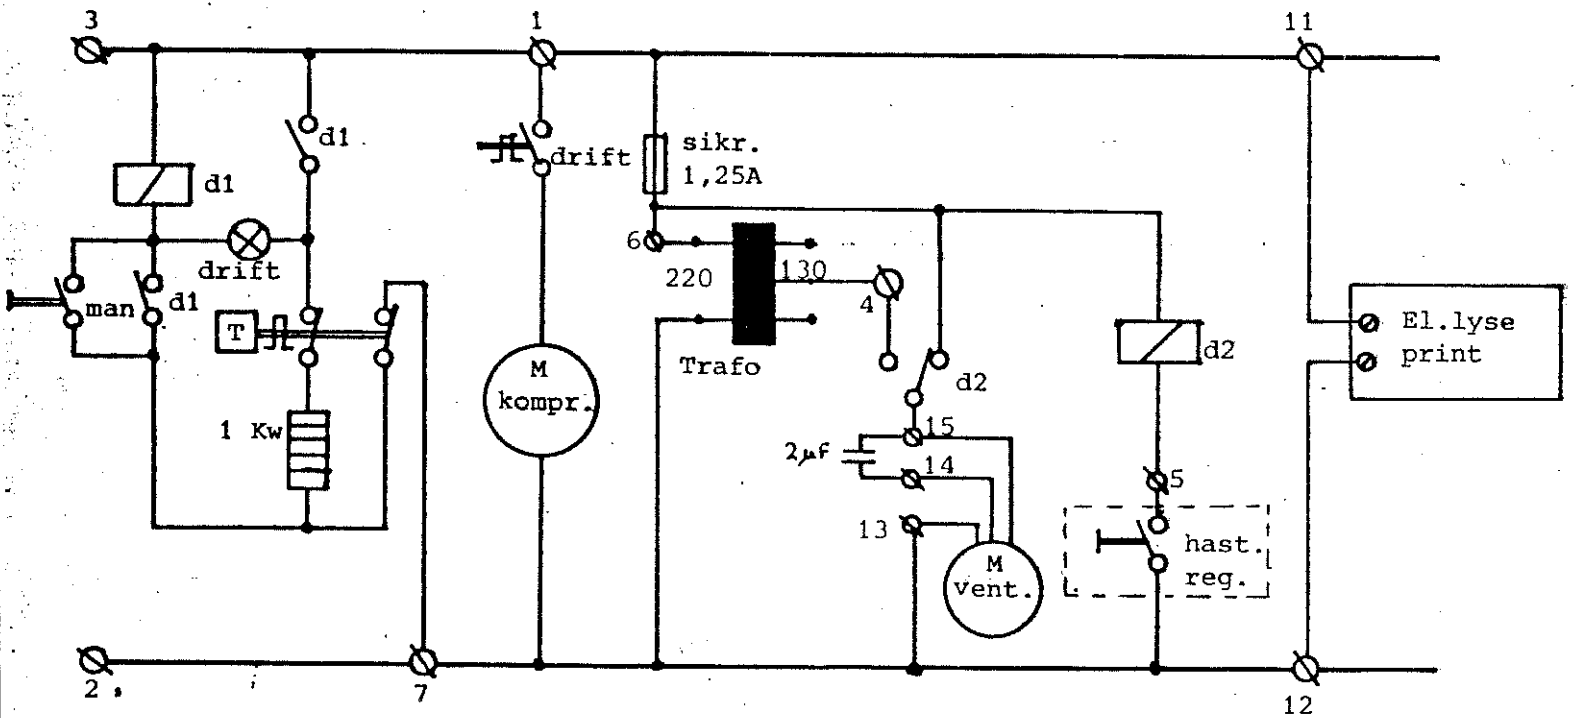 3
1
11
d1
sikr.
1,25A
drift
d1
6
drift
220
130
4
man
d1
T
El.lyse
print
Trafo
d2
d2
M
kompr.
1 Kw
15
2µF
14
5
13
hast.
reg.
M
vent.
2
7
12